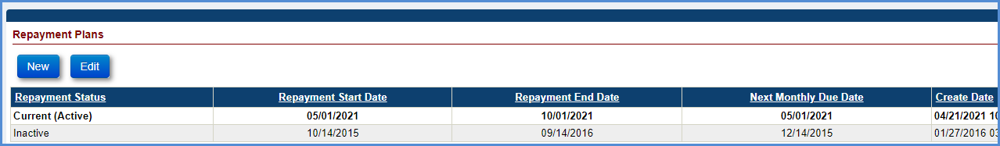 Repayment Plans
New Edit
Repayment Status Repayment Start Date Repayment End Date Next Monthly Due Date Create Date
Current (Active) 05/01/2021 10/01/2021 05/01/2021 04/21/2021 10
Inactive 10/14/2015 09/14/2016 12/14/2015 01/27/2016 03